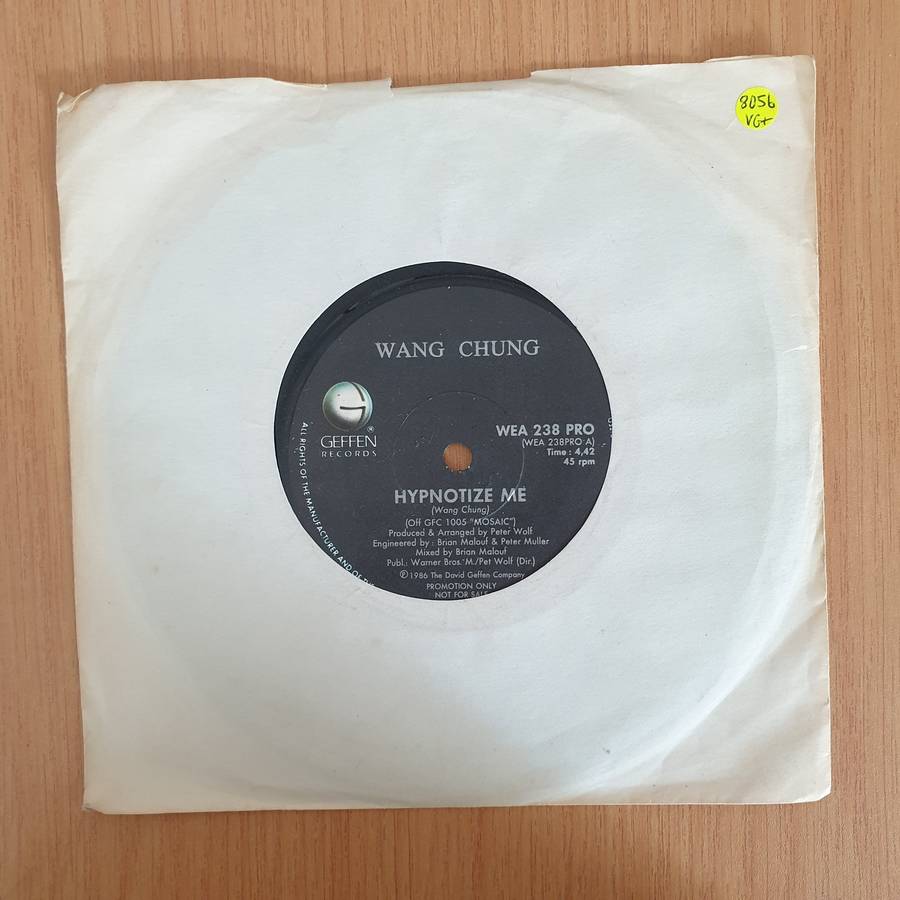 8056
VG+
WANG CHUNG
GEFFEN
RECORDS
®
WEA 238 PRO
(WEA 238PRO A)
Time : 4,42
45 rpm
HYPNOTIZE ME
(Wang Chung)
(Off GFC 1005 "MOSAIC")
Produced & Arranged by Peter Wolf
Engineered by : Brian Malouf & Peter Muller
Mixed by Brian Malouf
Publ.: Warner Bros. M./Pet Wolf (Dir.)
℗ 1986 The David Geffen Company
PROMOTION ONLY
NOT FOR SALE
ALL RIGHTS OF THE MANUFACTURER AND OF